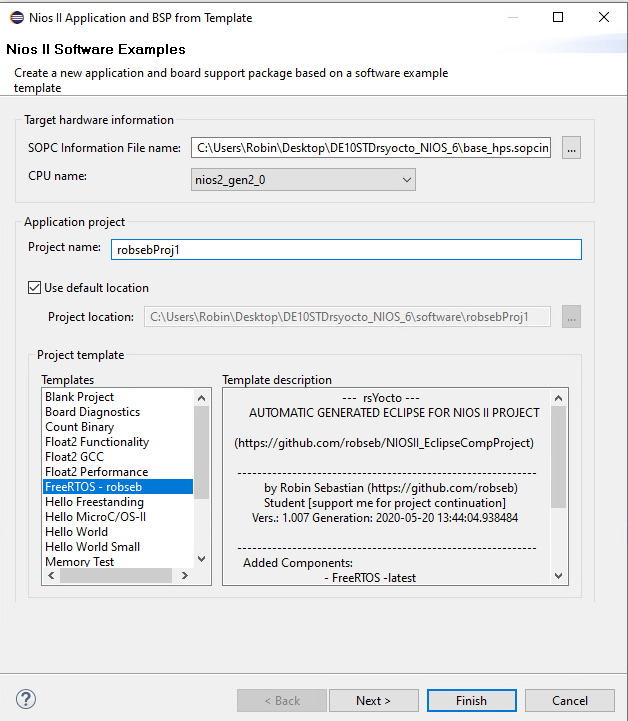 Nios II Application and BSP from Template
Nios II Software Examples
Create a new application and board support package based on a software example
template
Target hardware information
SOPC Information File name: C:\Users\Robin\Desktop\DE10STDrsyocto_NIOS_6\base_hps.sopcin
...
CPU name: nios2_gen2_0
Application project
Project name: robsebProj1
Use default location
Project location: C:\Users\Robin\Desktop\DE10STDrsyocto_NIOS_6\software\robsebProj1
...
Project template
Templates
Blank Project
Board Diagnostics
Count Binary
Float2 Functionality
Float2 GCC
Float2 Performance
FreeRTOS - robseb
Hello Freestanding
Hello MicroC/OS-II
Hello World
Hello World Small
Memory Test
Template description
--- rsYocto ---
AUTOMATIC GENERATED ECLIPSE FOR NIOS II PROJECT
(https://github.com/robseb/NIOSII_EclipseCompProject)
-----------------------------------------------------
by Robin Sebastian (https://github.com/robseb)
Student [support me for project continuation]
Vers.: 1.007 Generation: 2020-05-20 13:44:04.938484
-----------------------------------------------------
Added Components:
- FreeRTOS -latest
?
< Back
Next >
Finish
Cancel